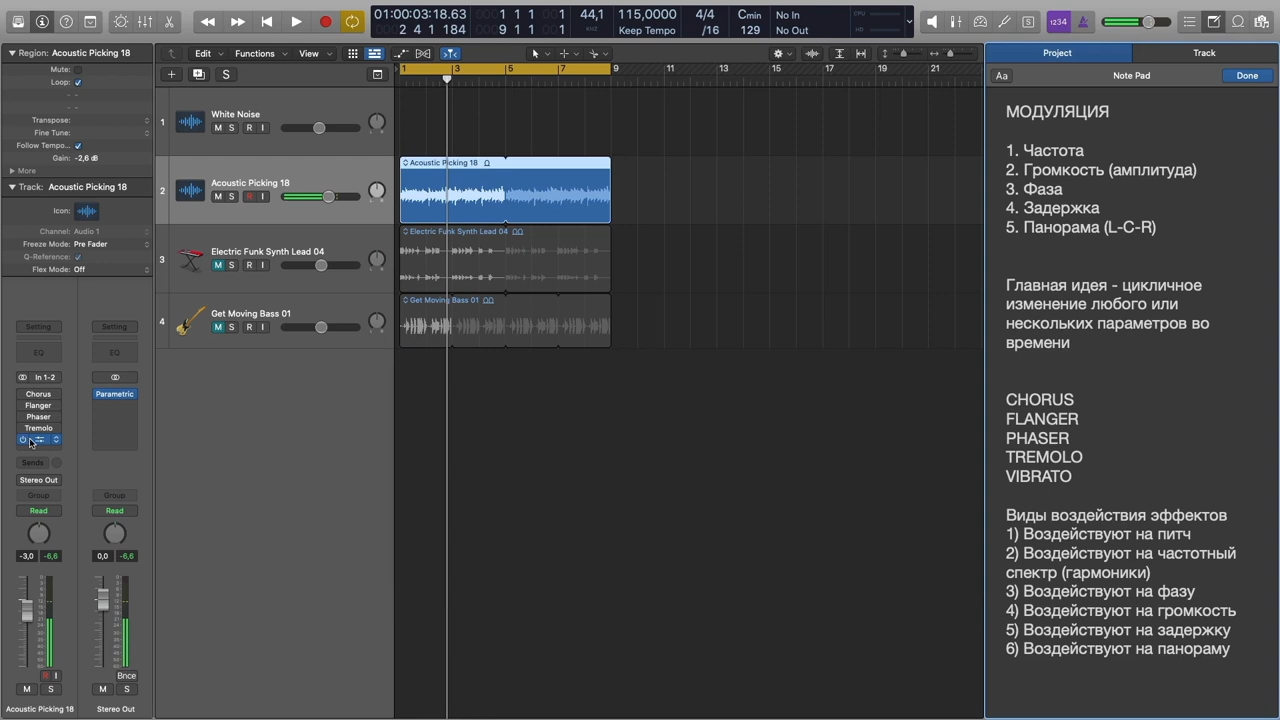 01:00:03:18.63
2 4 1 184
1 1 1 1
9 1 1
44,1
115,0000
Keep Tempo
4/4
/16
Cmin
129
No In
No Out
CPU
HD
1234
Region: Acoustic Picking 18
Mute:
Loop:
Transpose:
Fine Tune:
Follow Tempo...
Gain: -2,6 dB
More
Track: Acoustic Picking 18
Icon:
Channel: Audio 1
Freeze Mode: Pre Fader
Q-Reference:
Flex Mode: Off
Setting
Setting
EQ
EQ
In 1-2
Chorus
Flanger
Phaser
Tremolo
Parametric
Sends
Stereo Out
Group
Group
Read
Read
-3,0 -6,6
0,0 -6,6
R I
Bnce
M S
M S
Acoustic Picking 18
Stereo Out
Edit
Functions
View
S
1 3 5 7 9 11 13 15 17 19 21
1
White Noise
M S R I
2
Acoustic Picking 18
M S R I
3
Electric Funk Synth Lead 04
M S R I
4
Get Moving Bass 01
M S R I
Acoustic Picking 18
Electric Funk Synth Lead 04
Get Moving Bass 01
Project
Track
Aa
Note Pad
Done
МОДУЛЯЦИЯ
1. Частота
2. Громкость (амплитуда)
3. Фаза
4. Задержка
5. Панорама (L-C-R)
Главная идея - цикличное
изменение любого или
нескольких параметров во
времени
CHORUS
FLANGER
PHASER
TREMOLO
VIBRATO
Виды воздействия эффектов
1) Воздействуют на питч
2) Воздействуют на частотный
спектр (гармоники)
3) Воздействуют на фазу
4) Воздействуют на громкость
5) Воздействуют на задержку
6) Воздействуют на панораму